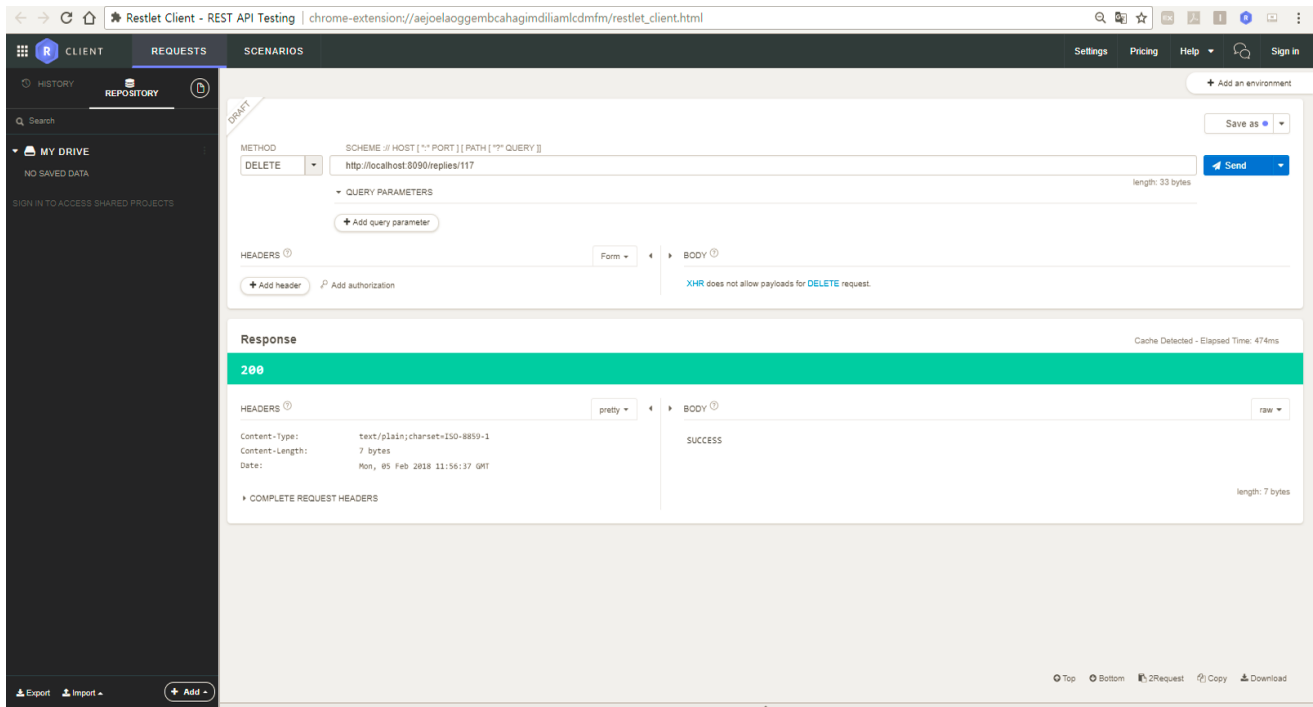 Restlet Client - REST API Testing | chrome-extension://aejoelaoggembcahagimdiliamlcdmfm/restlet_client.html
R CLIENT REQUESTS SCENARIOS Settings Pricing Help Sign in
HISTORY REPOSITORY
+ Add an environment
Search
DRAFT
Save as
MY DRIVE
NO SAVED DATA
SIGN IN TO ACCESS SHARED PROJECTS
METHOD SCHEME :// HOST [ ":" PORT ] [ PATH [ "?" QUERY ]]
DELETE http://localhost:8090/replies/117 Send
length: 33 bytes
QUERY PARAMETERS
+ Add query parameter
HEADERS ? Form BODY ?
+ Add header Add authorization XHR does not allow payloads for DELETE request.
Response Cache Detected - Elapsed Time: 474ms
200
HEADERS ? pretty BODY ? raw
Content-Type: text/plain;charset=ISO-8859-1
Content-Length: 7 bytes
Date: Mon, 05 Feb 2018 11:56:37 GMT
SUCCESS
COMPLETE REQUEST HEADERS length: 7 bytes
Top Bottom 2Request Copy Download
Export Import + Add